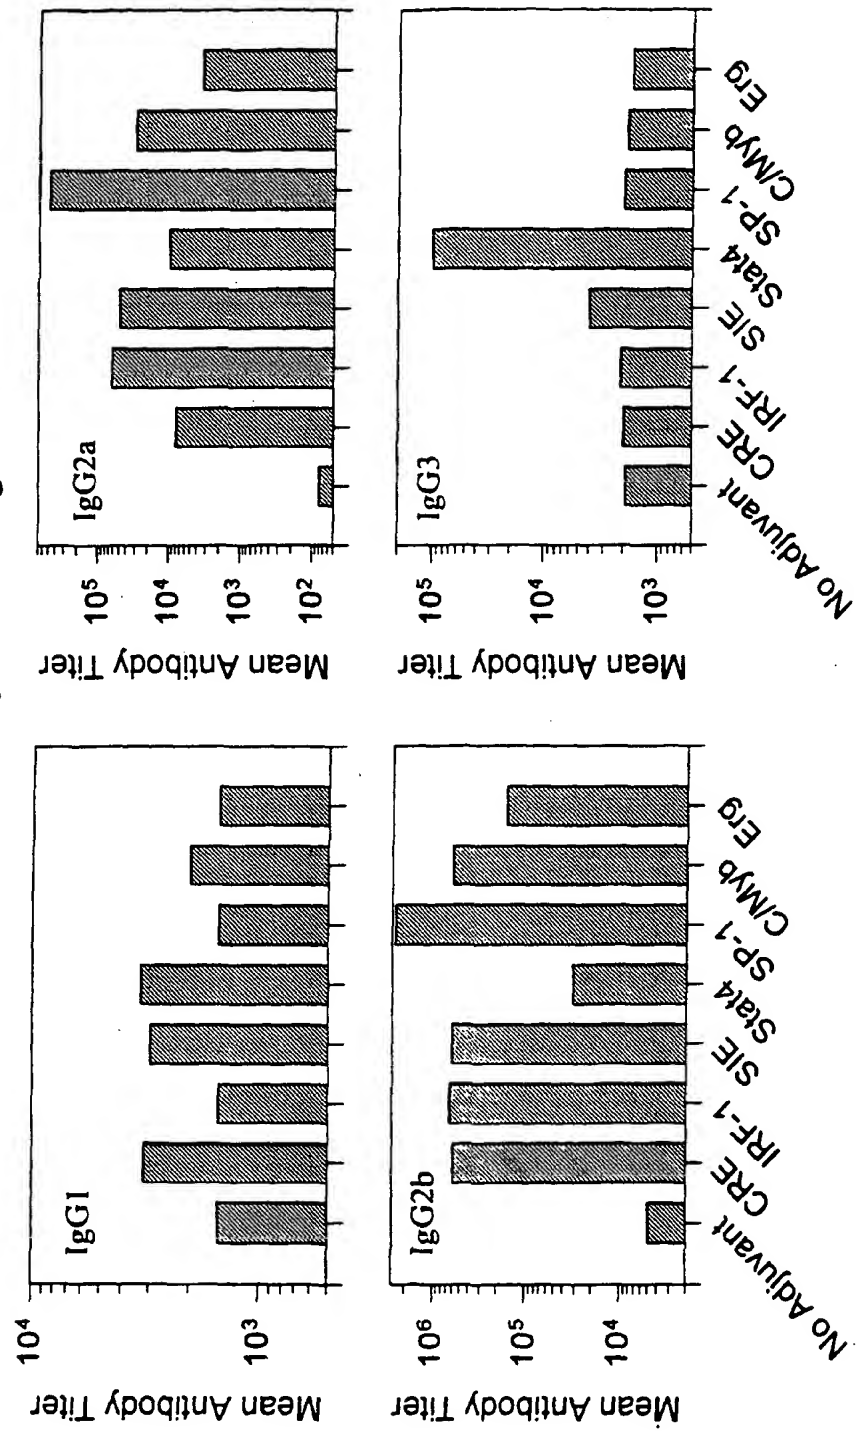 IgG1
Mean Antibody Titer
10⁴
10³
IgG2a
Mean Antibody Titer
10⁵
10⁴
10³
10²
IgG2b
Mean Antibody Titer
10⁶
10⁵
10⁴
No Adjuvant
CRE
IRF-1
SIE
Stat4
SP-1
C/Myb
Erg
IgG3
Mean Antibody Titer
10⁵
10⁴
10³
No Adjuvant
CRE
IRF-1
SIE
Stat4
SP-1
C/Myb
Erg